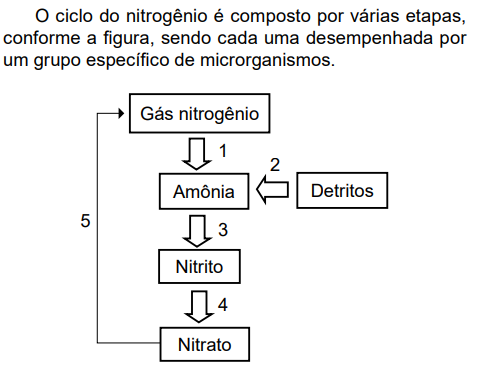 O ciclo do nitrogênio é composto por várias etapas,
conforme a figura, sendo cada uma desempenhada por
um grupo específico de microrganismos.
Gás nitrogênio
1
2
Amônia
Detritos
5
3
Nitrito
4
Nitrato